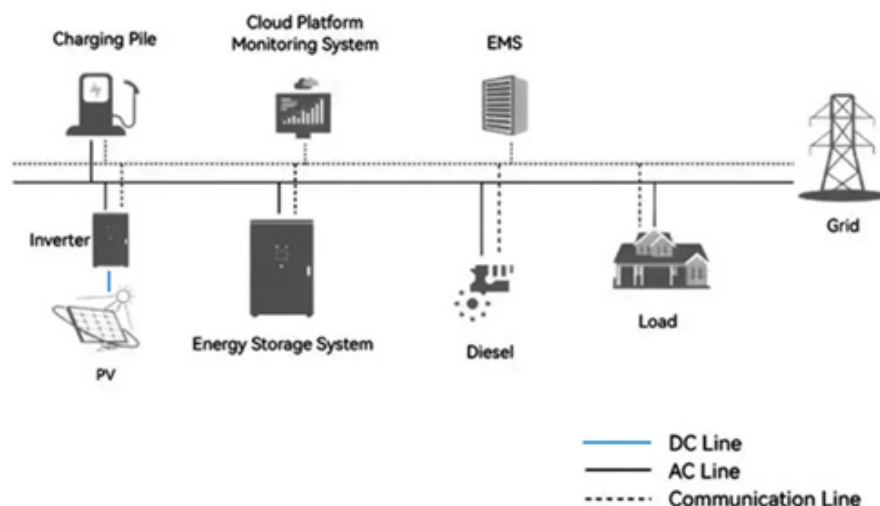 Charging Pile
Cloud Platform
Monitoring System
EMS
Grid
Inverter
PV
Energy Storage System
Diesel
Load
DC Line
AC Line
Communication Line